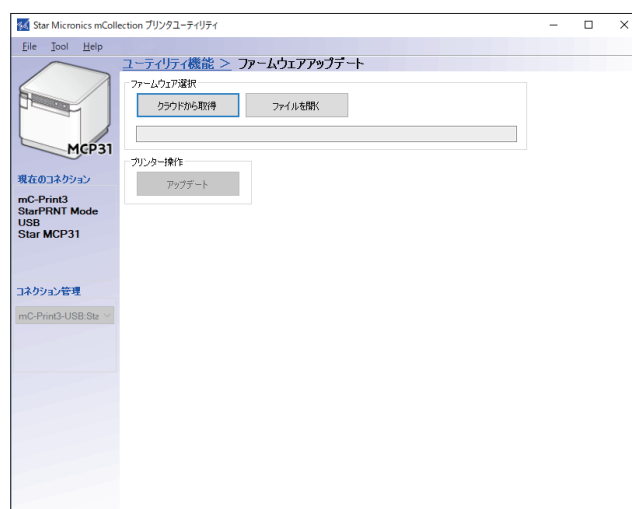 Star Micronics mCollection プリンタユーティリティ
File Tool Help
ユーティリティ機能 > ファームウェアアップデート
ファームウェア選択
クラウドから取得 ファイルを開く
MCP31
プリンター操作
アップデート
現在のコネクション
mC-Print3
StarPRNT Mode
USB
Star MCP31
コネクション管理
mC-Print3-USB:Sta